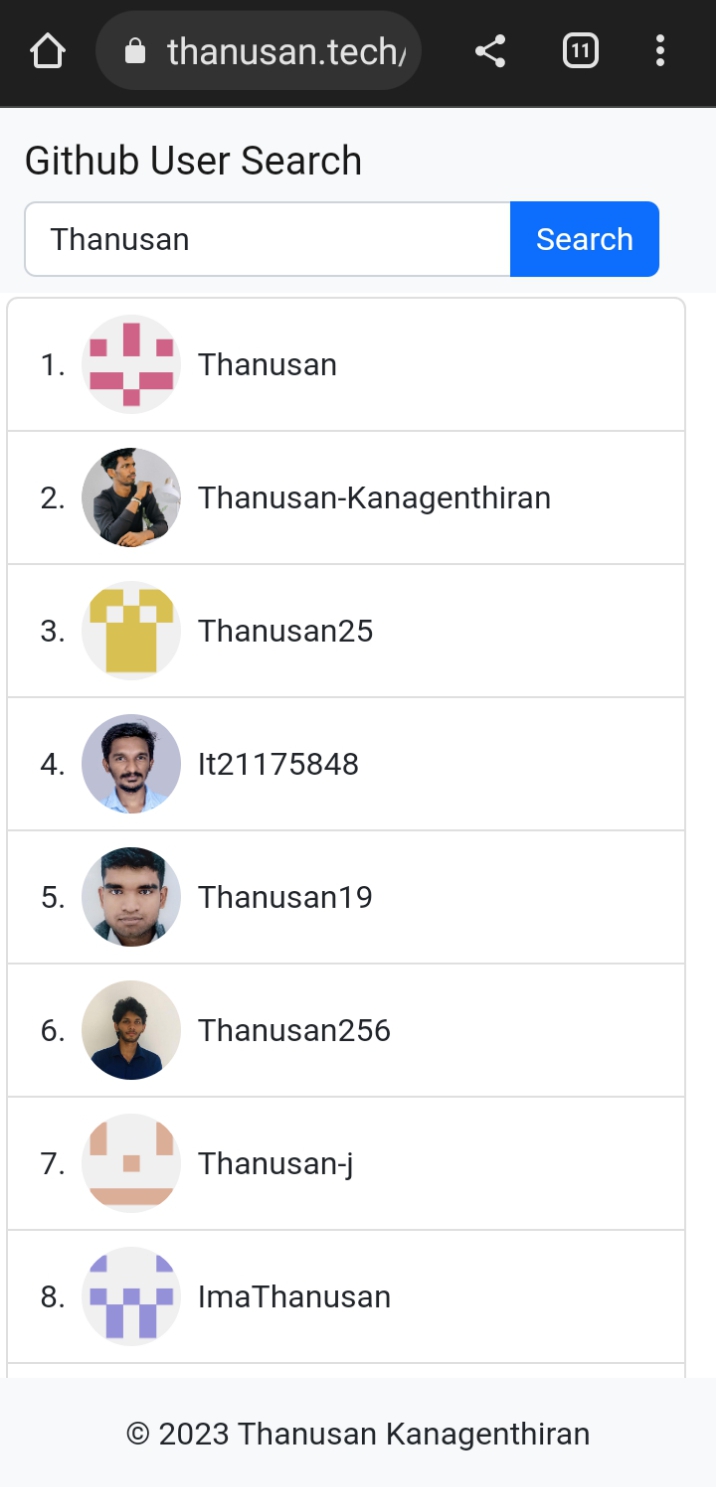 thanusan.tech/
11
Github User Search
Thanusan
Search
1. Thanusan
2. Thanusan-Kanagenthiran
3. Thanusan25
4. It21175848
5. Thanusan19
6. Thanusan256
7. Thanusan-j
8. ImaThanusan
© 2023 Thanusan Kanagenthiran